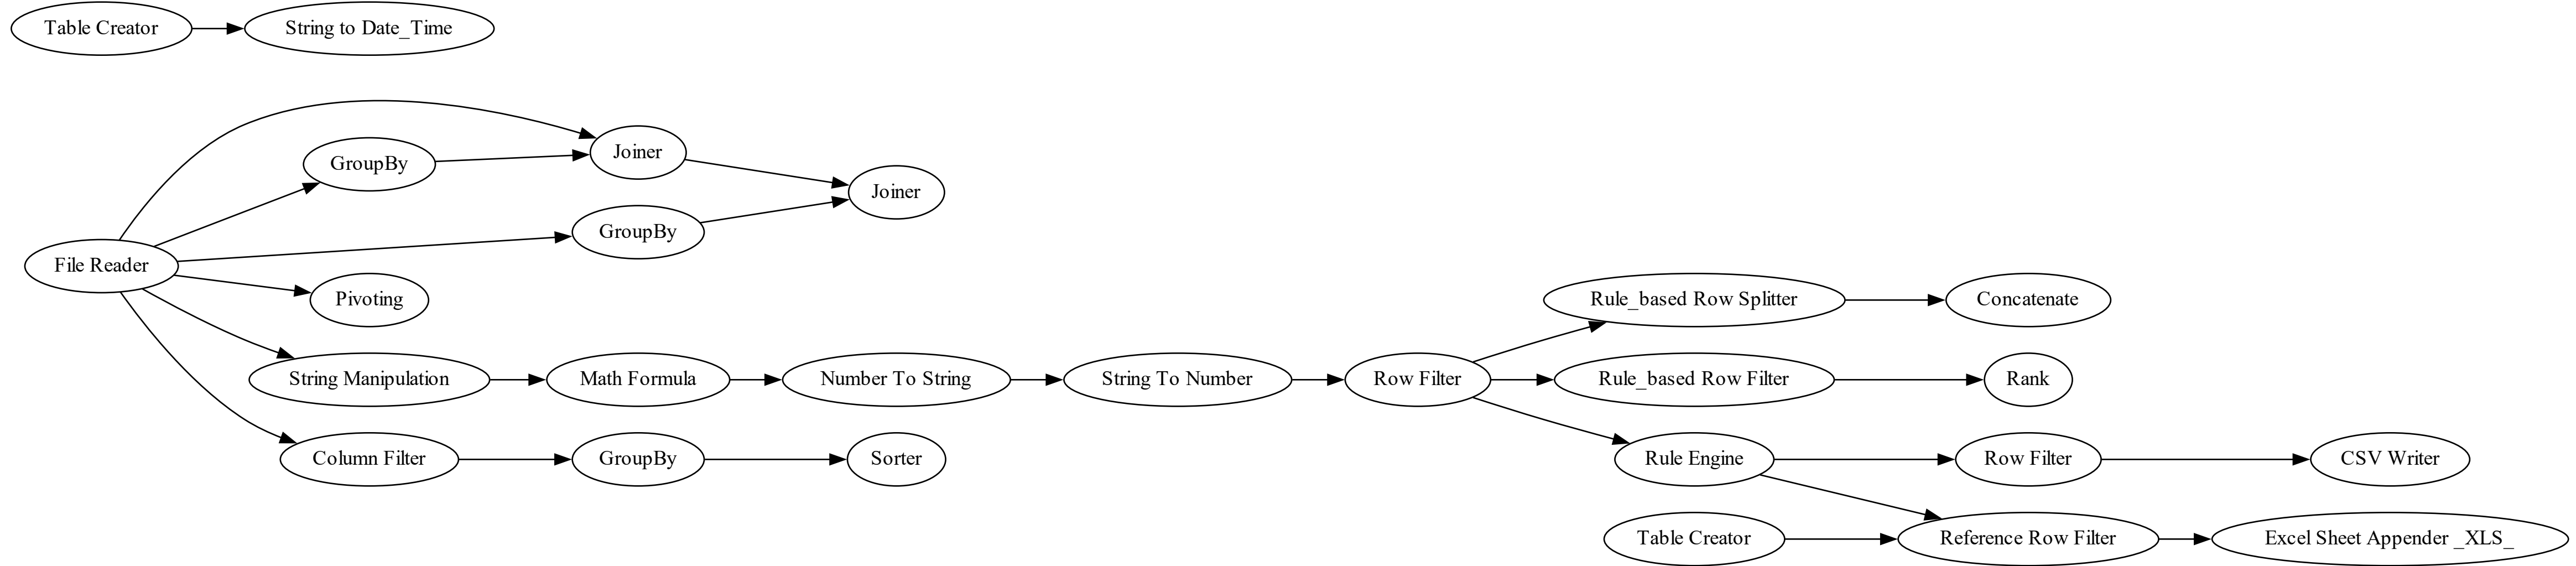 Table Creator
String to Date_Time
File Reader
GroupBy
Joiner
GroupBy
Joiner
Pivoting
String Manipulation
Math Formula
Number To String
String To Number
Row Filter
Column Filter
GroupBy
Sorter
Rule_based Row Splitter
Concatenate
Rule_based Row Filter
Rank
Rule Engine
Row Filter
CSV Writer
Table Creator
Reference Row Filter
Excel Sheet Appender _XLS_